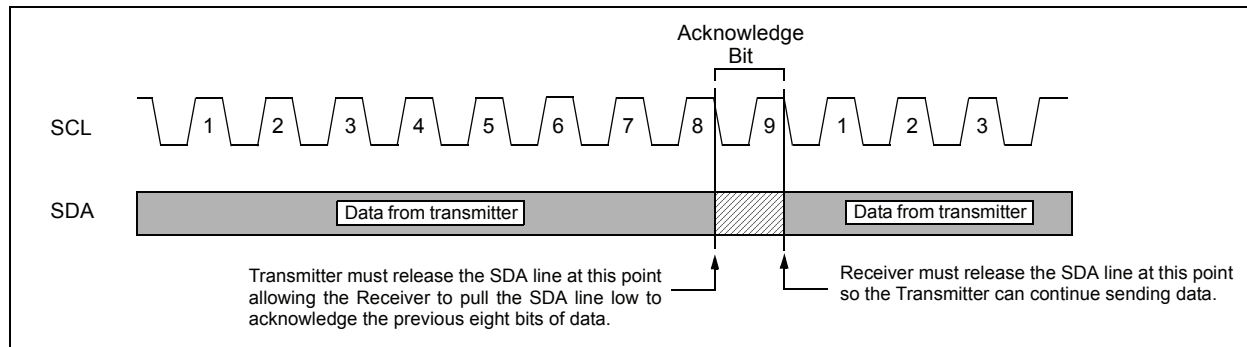 Acknowledge
Bit
SCL
1 2 3 4 5 6 7 8 9 1 2 3
SDA
Data from transmitter
Data from transmitter
Transmitter must release the SDA line at this point
allowing the Receiver to pull the SDA line low to
acknowledge the previous eight bits of data.
Receiver must release the SDA line at this point
so the Transmitter can continue sending data.